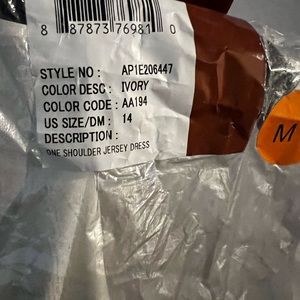 8 87873 76981 0
STYLE NO : AP1E206447
COLOR DESC : IVORY
COLOR CODE : AA194
US SIZE/DM : 14
DESCRIPTION :
ONE SHOULDER JERSEY DRESS
M